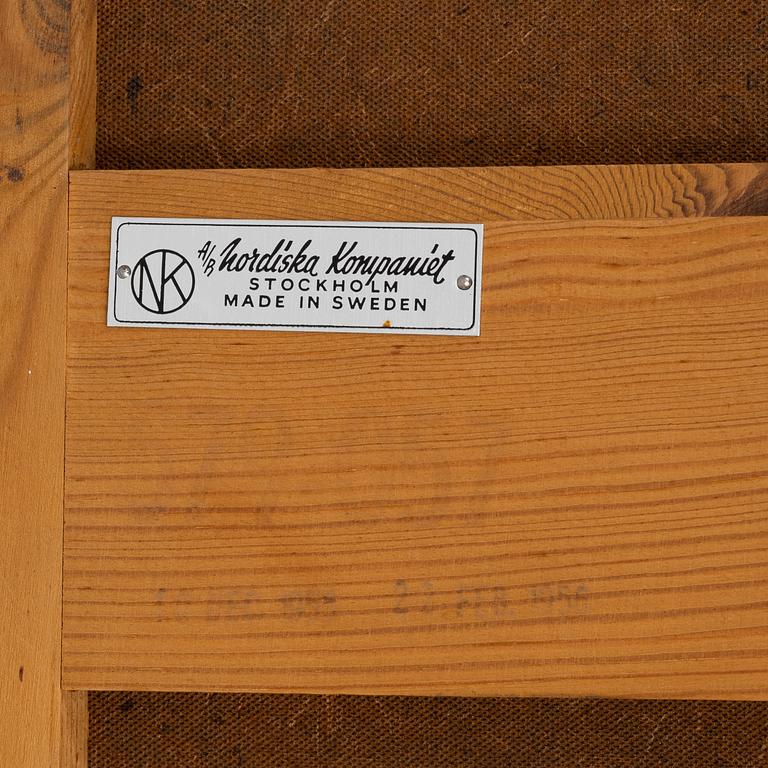 NK
A/B Nordiska Kompaniet
STOCKHOLM
MADE IN SWEDEN
FEB. 1956